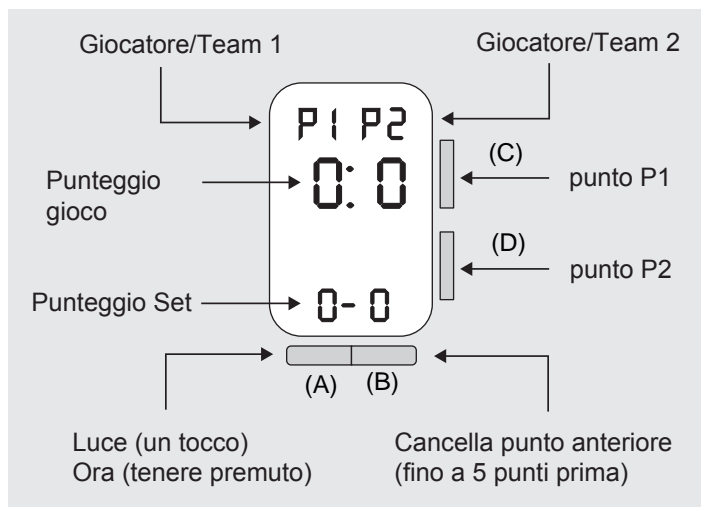 Giocatore/Team 1
Giocatore/Team 2
P1 P2
0:0
Punteggio
gioco
(C)
punto P1
(D)
punto P2
Punteggio Set
0-0
(A)
(B)
Luce (un tocco)
Ora (tenere premuto)
Cancella punto anteriore
(fino a 5 punti prima)